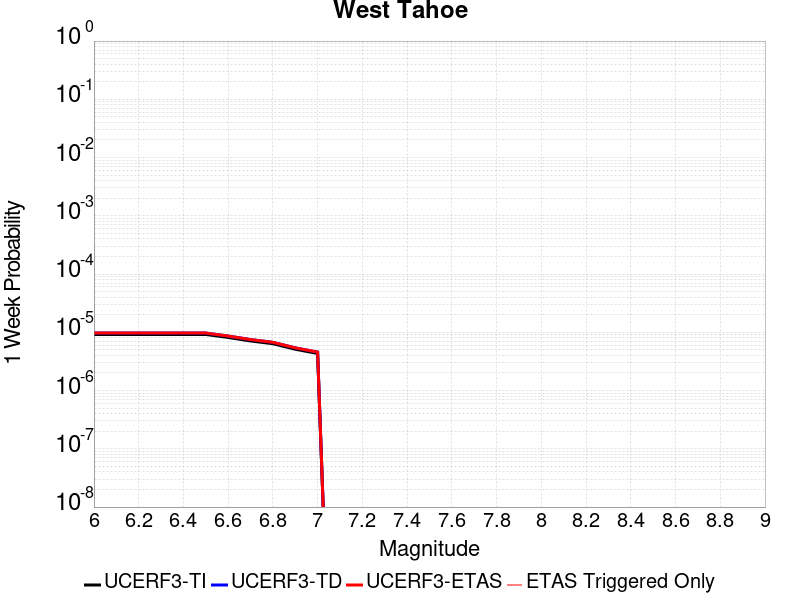 West Tahoe
10^0
10^-1
10^-2
10^-3
10^-4
10^-5
10^-6
10^-7
10^-8
1 Week Probability
6 6.2 6.4 6.6 6.8 7 7.2 7.4 7.6 7.8 8 8.2 8.4 8.6 8.8 9
Magnitude
UCERF3-TI UCERF3-TD UCERF3-ETAS ETAS Triggered Only